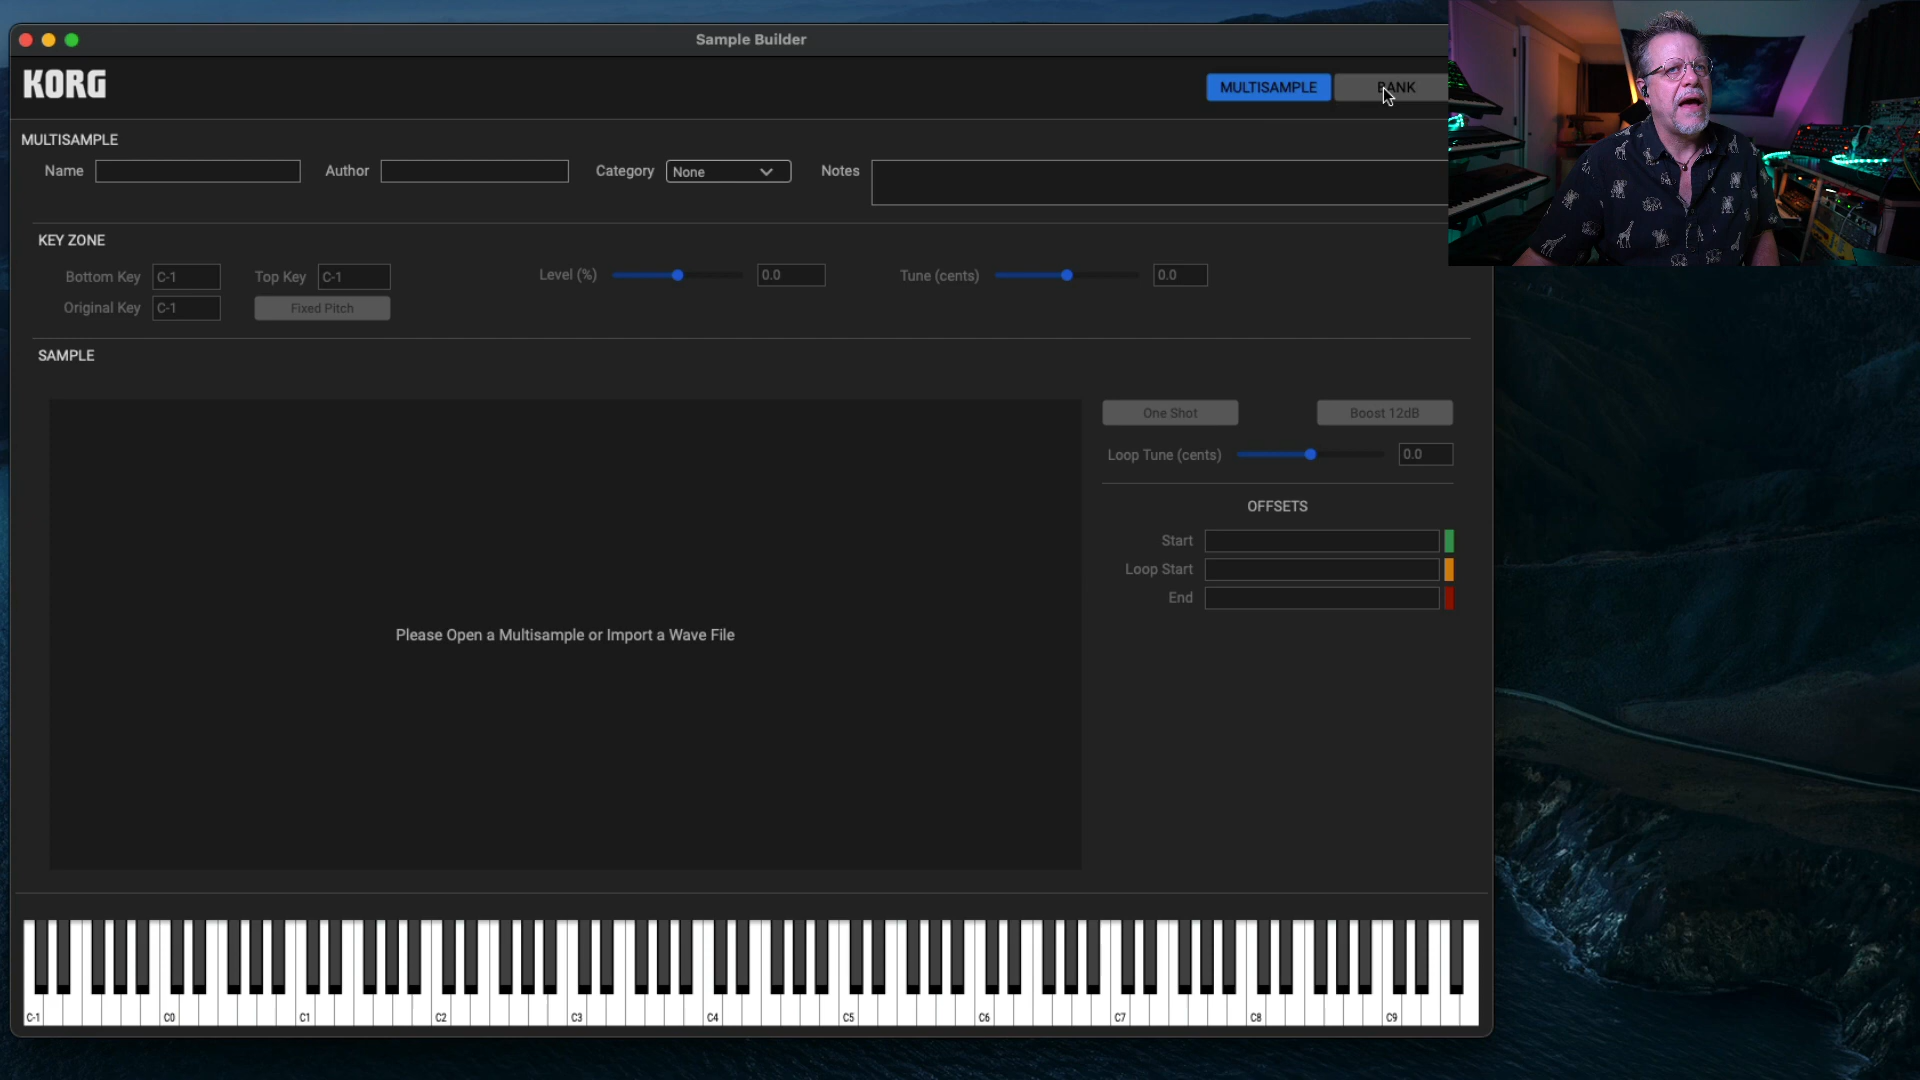 Sample Builder
KORG
MULTISAMPLE BANK
MULTISAMPLE
Name Author Category None Notes
KEY ZONE
Bottom Key C-1 Top Key C-1 Level (%) 0.0 Tune (cents) 0.0
Original Key C-1 Fixed Pitch
SAMPLE
One Shot Boost 12dB
Loop Tune (cents) 0.0
OFFSETS
Start
Loop Start
End
Please Open a Multisample or Import a Wave File
C-1 C0 C1 C2 C3 C4 C5 C6 C7 C8 C9